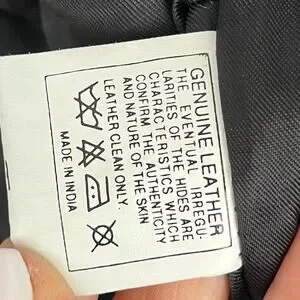 GENUINE LEATHER
THE EVENTUAL IRREGU-
LARITIES OF THE HIDES ARE
CHARACTERISTICS WHICH
CONFIRM THE AUTHENTICITY
AND NATURE OF THE SKIN
LEATHER CLEAN ONLY.
MADE IN INDIA